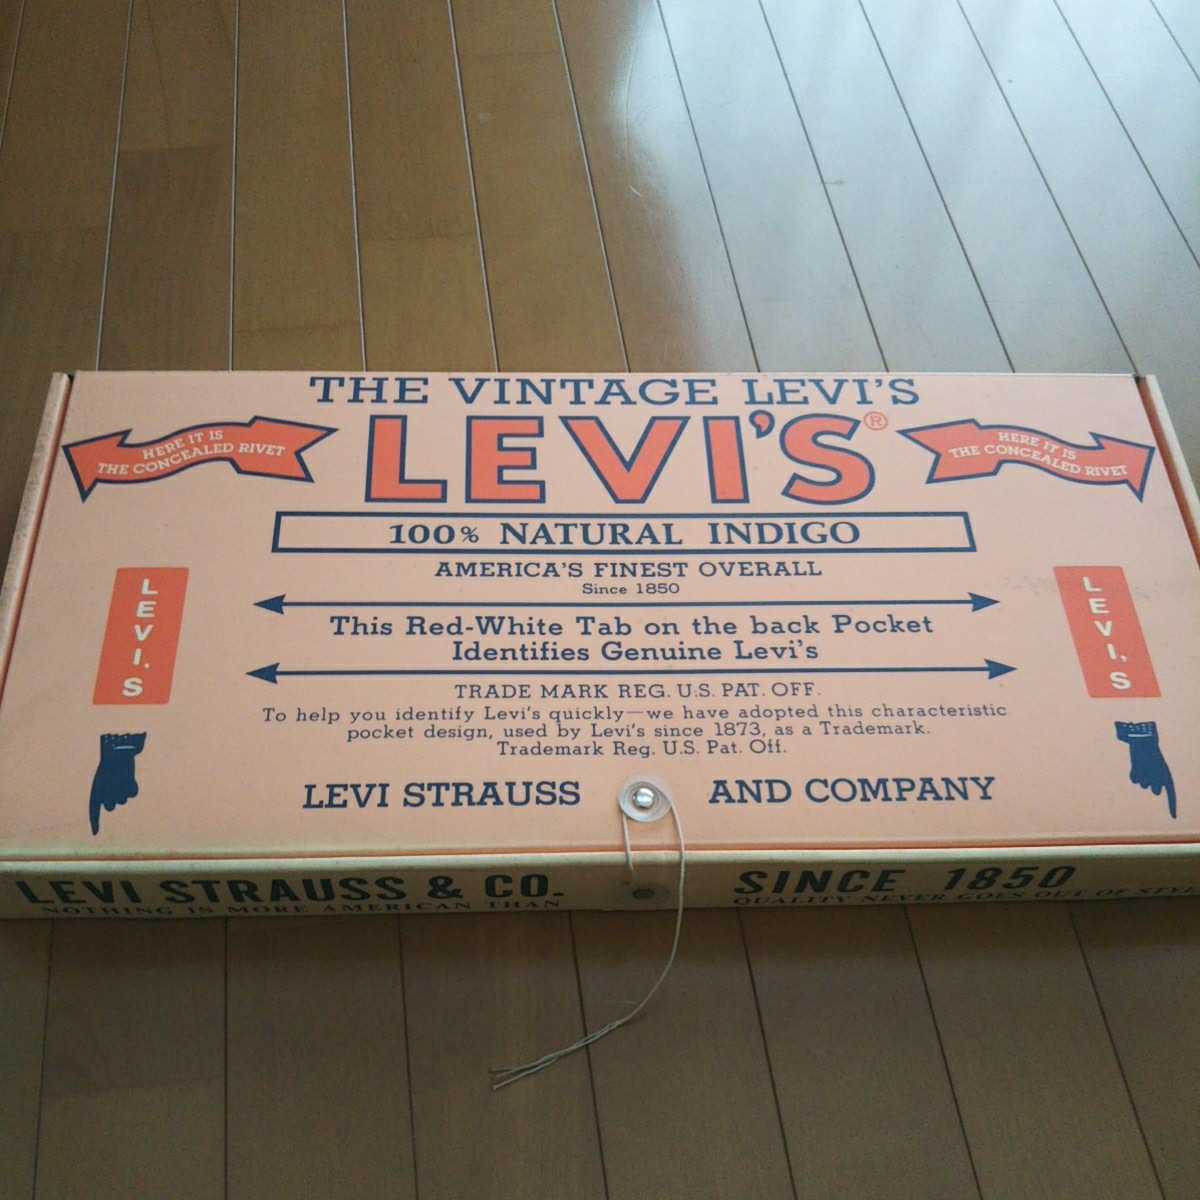 THE VINTAGE LEVI'S
LEVI'S®
HERE IT IS
THE CONCEALED RIVET
HERE IT IS
THE CONCEALED RIVET
100% NATURAL INDIGO
AMERICA'S FINEST OVERALL
Since 1850
LEVI'S
LEVI'S
This Red-White Tab on the back Pocket
Identifies Genuine Levi's
TRADE MARK REG. U.S. PAT. OFF.
To help you identify Levi's quickly—we have adopted this characteristic
pocket design, used by Levi's since 1873, as a Trademark.
Trademark Reg. U.S. Pat. Off.
LEVI STRAUSS AND COMPANY
LEVI STRAUSS & CO. SINCE 1850
NOTHING IS MORE AMERICAN THAN QUALITY NEVER GOES OUT OF STYLE